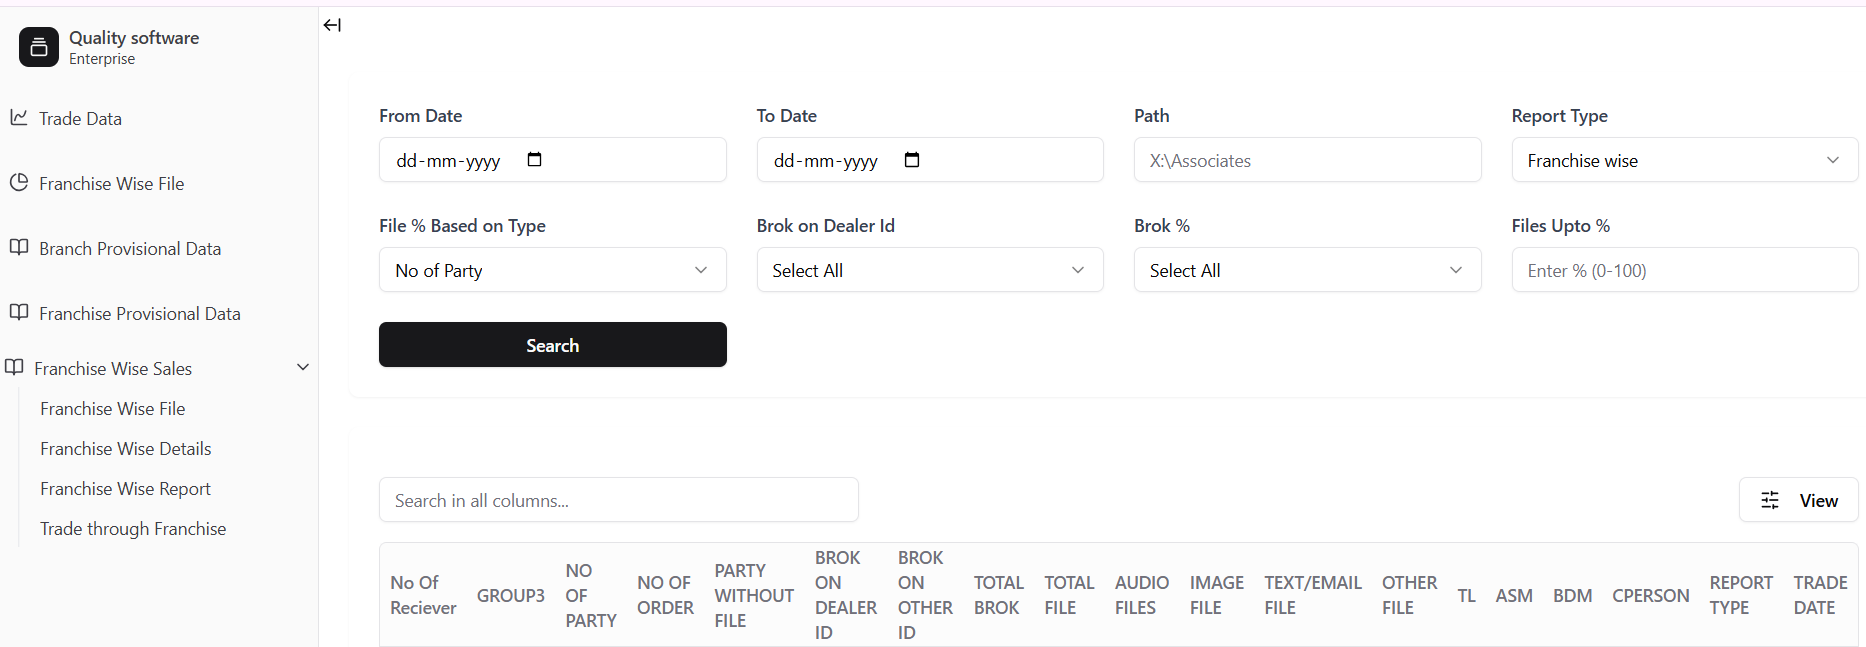 Quality software
Enterprise
Trade Data
Franchise Wise File
Branch Provisional Data
Franchise Provisional Data
Franchise Wise Sales
Franchise Wise File
Franchise Wise Details
Franchise Wise Report
Trade through Franchise
From Date
To Date
Path
Report Type
dd-mm-yyyy
dd-mm-yyyy
X:\Associates
Franchise wise
File % Based on Type
Brok on Dealer Id
Brok %
Files Upto %
No of Party
Select All
Select All
Enter % (0-100)
Search
Search in all columns...
View
No Of
Reciever
GROUP3
NO
OF
PARTY
NO OF
ORDER
PARTY
WITHOUT
FILE
BROK
ON
DEALER
ID
BROK
ON
OTHER
ID
TOTAL
BROK
TOTAL
FILE
AUDIO
FILES
IMAGE
FILE
TEXT/EMAIL
FILE
OTHER
FILE
TL
ASM
BDM
CPERSON
REPORT
TYPE
TRADE
DATE